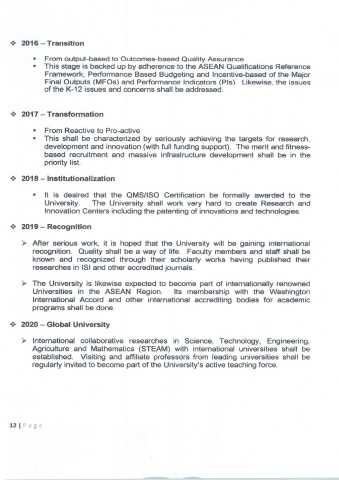 ❖ 2016 – Transition
▪ From output-based to Outcomes-based Quality Assurance
▪ This stage is backed up by adherence to the ASEAN Qualifications Reference
Framework, Performance Based Budgeting and Incentive-based of the Major
Final Outputs (MFOs) and Performance Indicators (PIs). Likewise, the issues
of the K-12 issues and concerns shall be addressed.
❖ 2017 – Transformation
▪ From Reactive to Pro-active
▪ This shall be characterized by seriously achieving the targets for research,
development and innovation (with full funding support). The merit and fitness-
based recruitment and massive infrastructure development shall be in the
priority list.
❖ 2018 – Institutionalization
▪ It is desired that the QMS/ISO Certification be formally awarded to the
University. The University shall work very hard to create Research and
Innovation Centers including the patenting of innovations and technologies.
❖ 2019 – Recognition
➢ After serious work, it is hoped that the University will be gaining international
recognition. Quality shall be a way of life. Faculty members and staff shall be
known and recognized through their scholarly works having published their
researches in ISI and other accredited journals.
➢ The University is likewise expected to become part of internationally renowned
Universities in the ASEAN Region. Its membership with the Washington
International Accord and other international accrediting bodies for academic
programs shall be done.
❖ 2020 – Global University
➢ International collaborative researches in Science, Technology, Engineering,
Agriculture and Mathematics (STEAM) with international universities shall be
established. Visiting and affiliate professors from leading universities shall be
regularly invited to become part of the University's active teaching force.
12 | P a g e